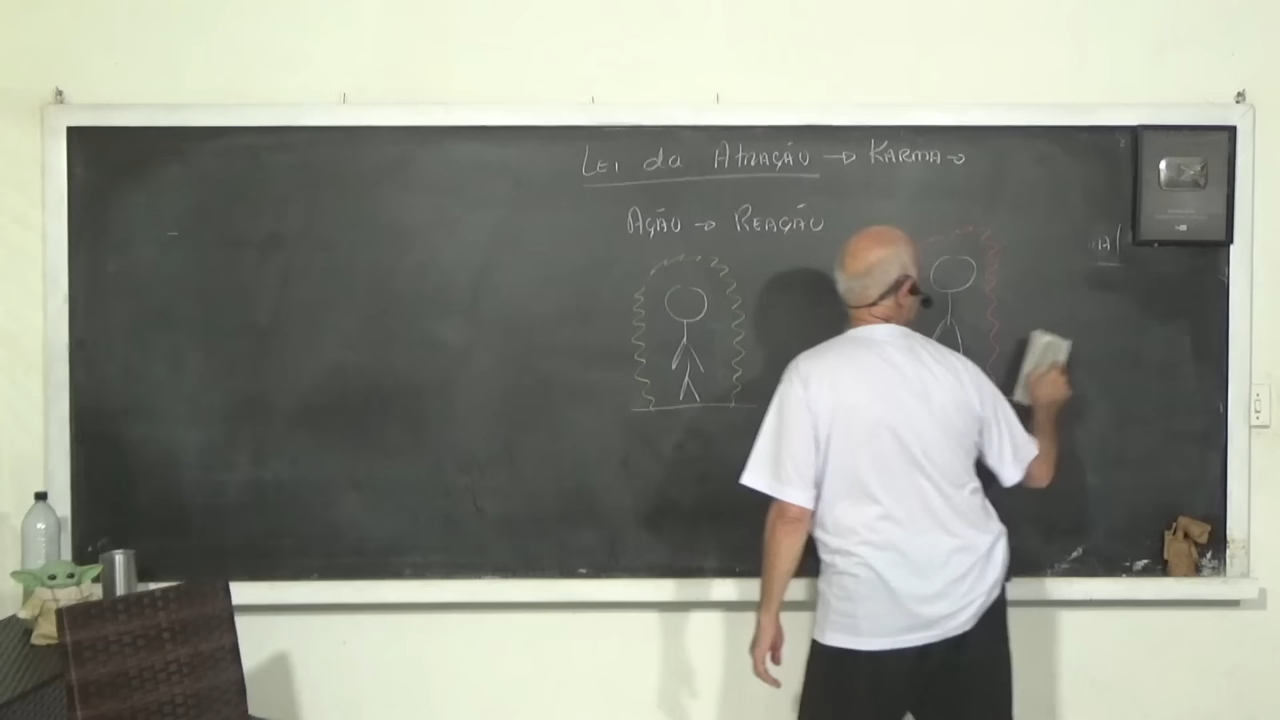 Lei da Atração → Karma →
Ação → Reação